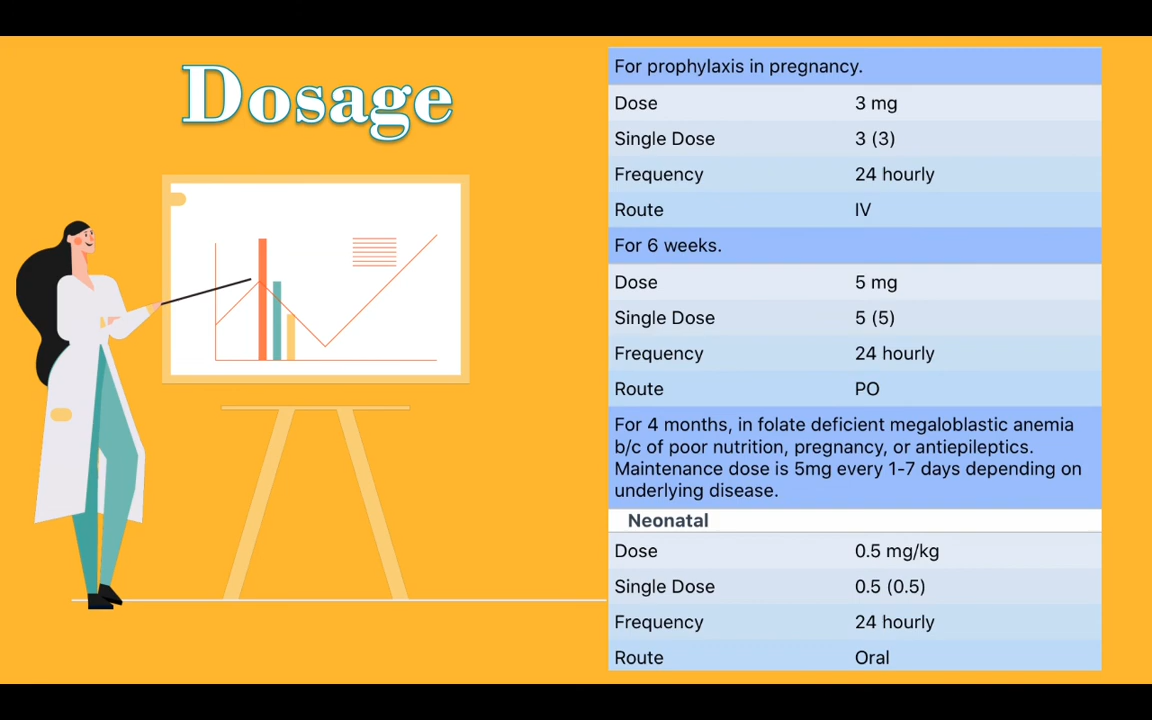 Dosage
For prophylaxis in pregnancy.
Dose 3 mg
Single Dose 3 (3)
Frequency 24 hourly
Route IV
For 6 weeks.
Dose 5 mg
Single Dose 5 (5)
Frequency 24 hourly
Route PO
For 4 months, in folate deficient megaloblastic anemia
b/c of poor nutrition, pregnancy, or antiepileptics.
Maintenance dose is 5mg every 1-7 days depending on
underlying disease.
Neonatal
Dose 0.5 mg/kg
Single Dose 0.5 (0.5)
Frequency 24 hourly
Route Oral